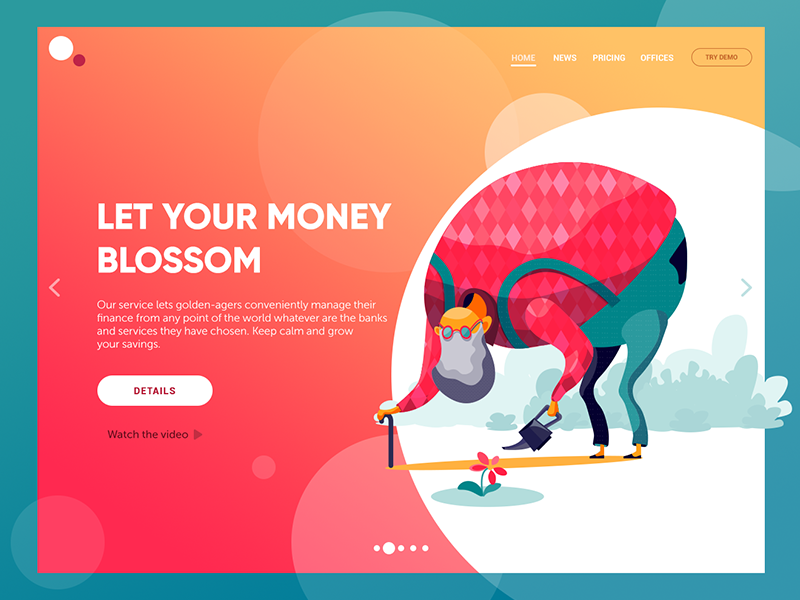 HOME NEWS PRICING OFFICES TRY DEMO
LET YOUR MONEY
BLOSSOM
Our service lets golden-agers conveniently manage their
finance from any point of the world whatever are the banks
and services they have chosen. Keep calm and grow
your savings.
DETAILS
Watch the video